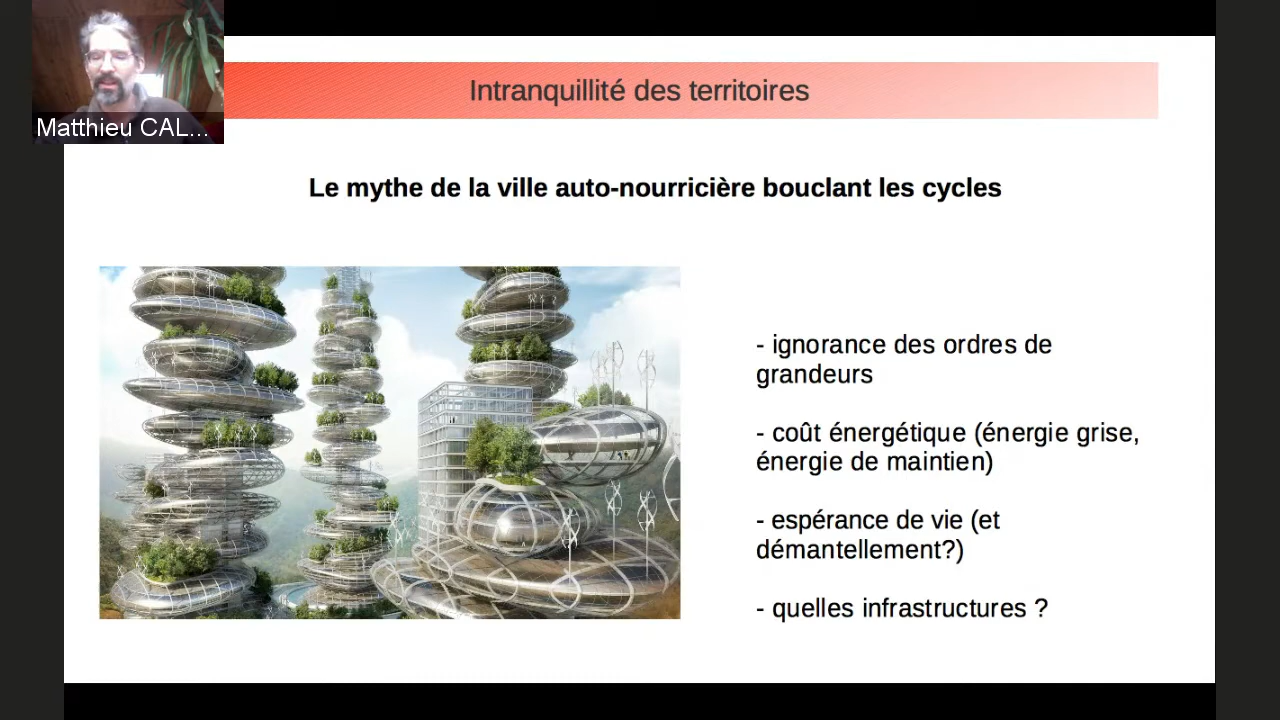 Intranquillité des territoires
Matthieu CAL...
Le mythe de la ville auto-nourricière bouclant les cycles
- ignorance des ordres de
grandeurs
- coût énergétique (énergie grise,
énergie de maintien)
- espérance de vie (et
démantellement?)
- quelles infrastructures ?